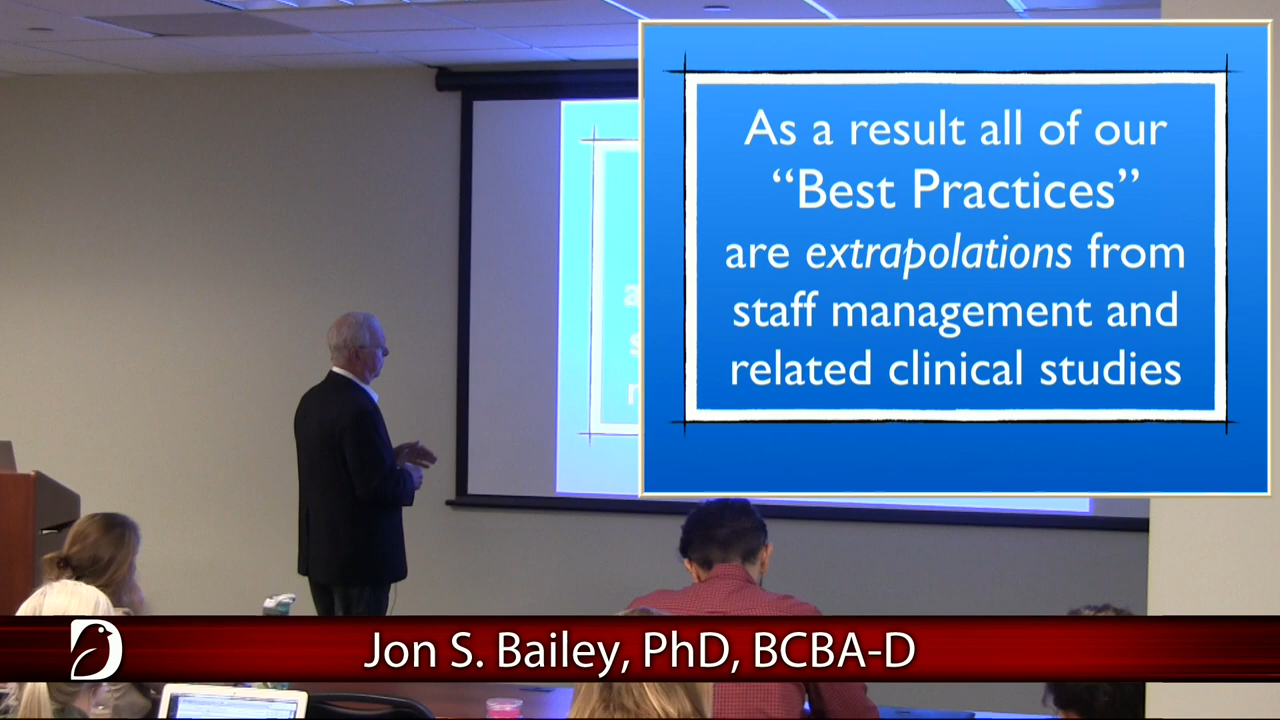 As a result all of our
“Best Practices”
are extrapolations from
staff management and
related clinical studies
Jon S. Bailey, PhD, BCBA-D